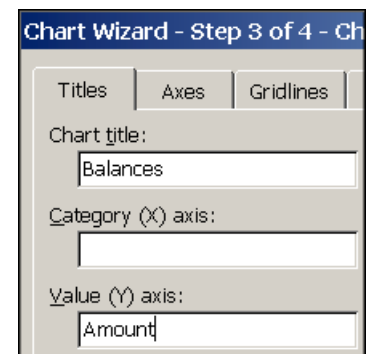 Chart Wizard - Step 3 of 4 - Ch
Titles Axes Gridlines
Chart title:
Balances
Category (X) axis:
Value (Y) axis:
Amount